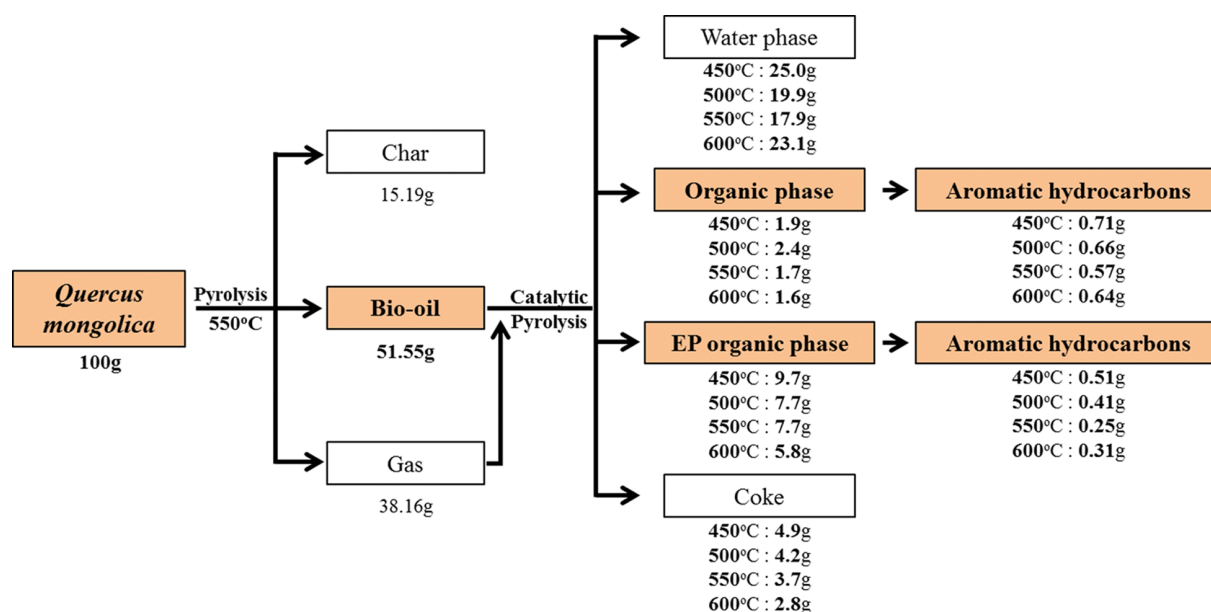 Quercus
mongolica
100g
Pyrolysis
550°C
Char
15.19g
Bio-oil
51.55g
Gas
38.16g
Catalytic
Pyrolysis
Water phase
450°C : 25.0g
500°C : 19.9g
550°C : 17.9g
600°C : 23.1g
Organic phase
450°C : 1.9g
500°C : 2.4g
550°C : 1.7g
600°C : 1.6g
Aromatic hydrocarbons
450°C : 0.71g
500°C : 0.66g
550°C : 0.57g
600°C : 0.64g
EP organic phase
450°C : 9.7g
500°C : 7.7g
550°C : 7.7g
600°C : 5.8g
Aromatic hydrocarbons
450°C : 0.51g
500°C : 0.41g
550°C : 0.25g
600°C : 0.31g
Coke
450°C : 4.9g
500°C : 4.2g
550°C : 3.7g
600°C : 2.8g